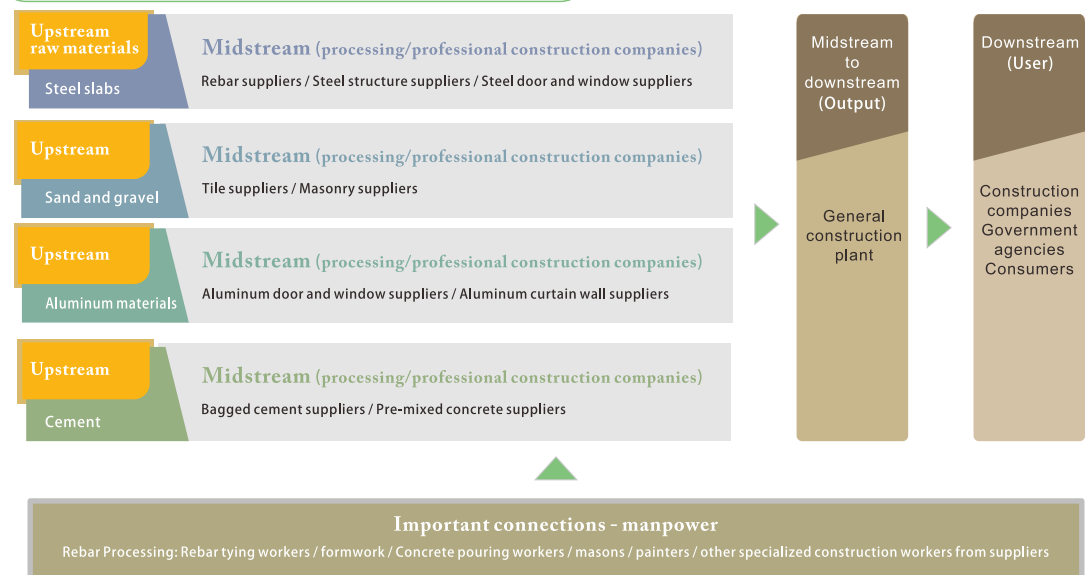 Upstream
raw materials
Steel slabs
Midstream (processing/professional construction companies)
Rebar suppliers / Steel structure suppliers / Steel door and window suppliers
Upstream
Sand and gravel
Midstream (processing/professional construction companies)
Tile suppliers / Masonry suppliers
Upstream
Aluminum materials
Midstream (processing/professional construction companies)
Aluminum door and window suppliers / Aluminum curtain wall suppliers
Upstream
Cement
Midstream (processing/professional construction companies)
Bagged cement suppliers / Pre-mixed concrete suppliers
Midstream
to
downstream
(Output)
General
construction
plant
Downstream
(User)
Construction
companies
Government
agencies
Consumers
Important connections - manpower
Rebar Processing: Rebar tying workers / formwork / Concrete pouring workers / masons / painters / other specialized construction workers from suppliers